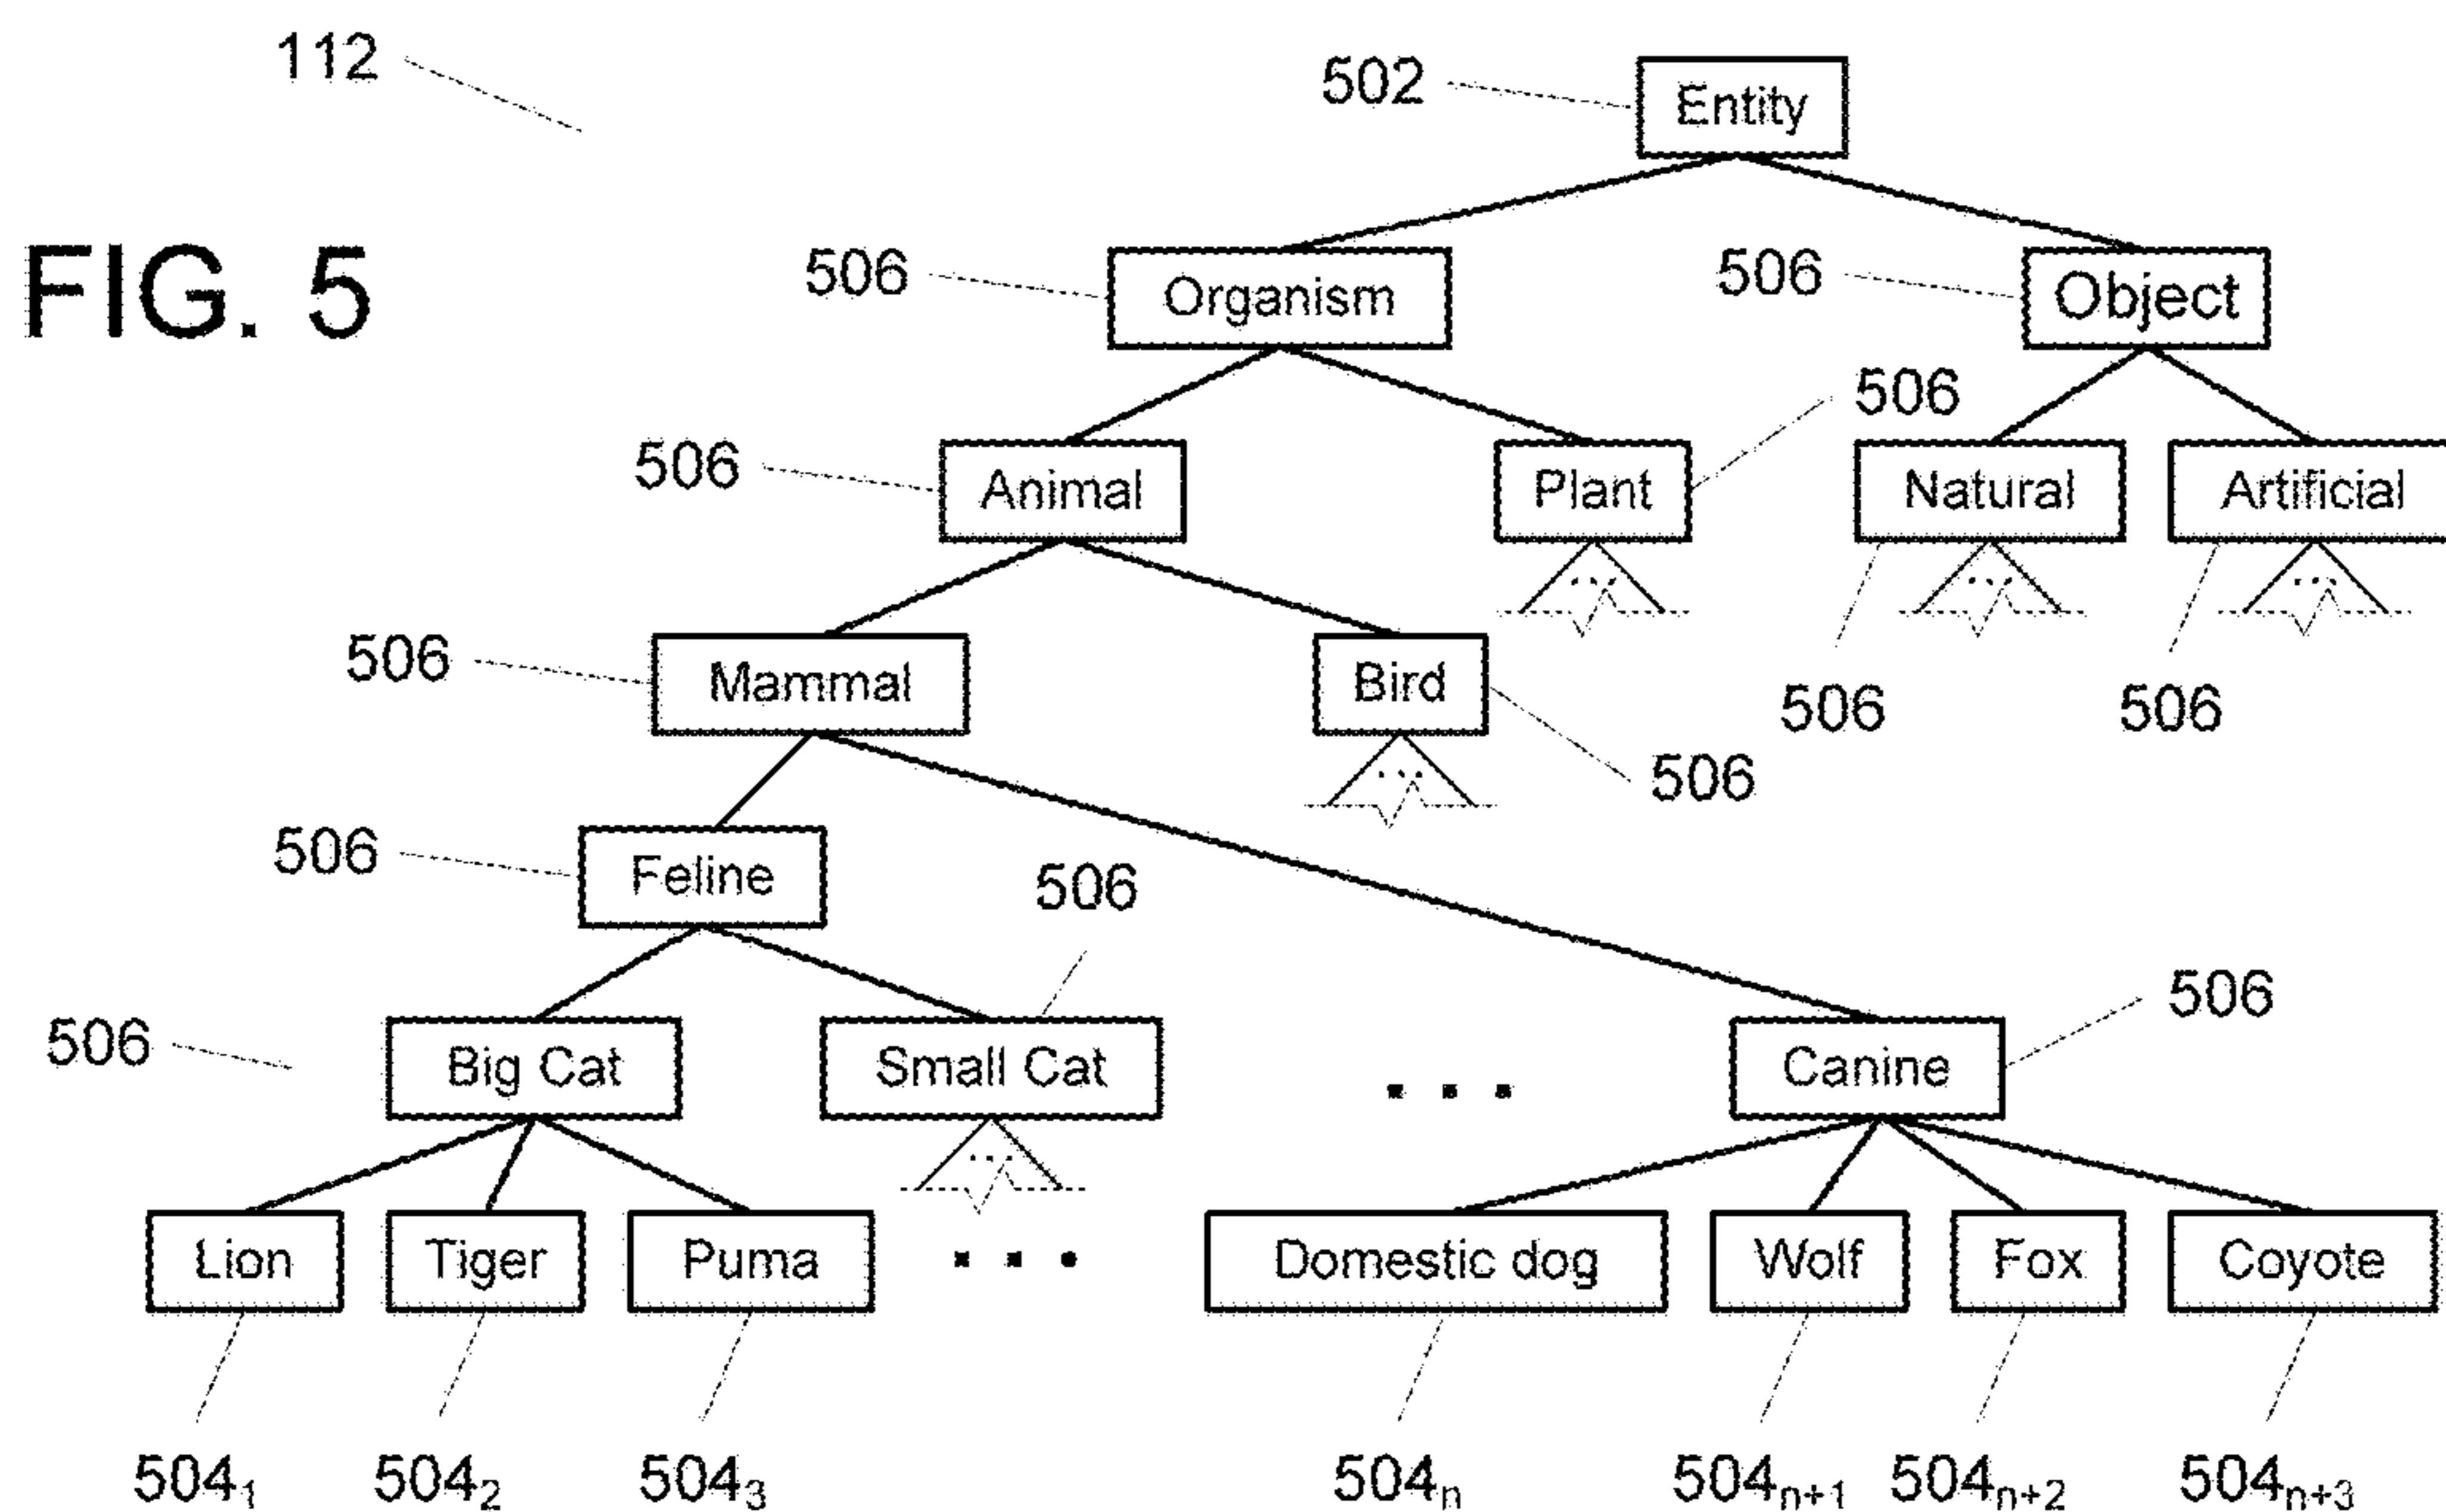 112
502 Entity
FIG. 5
506 Organism 506 Object
506
506 Animal Plant Natural Artificial
506 Mammal Bird 506 506
506
506 Feline 506
506 Big Cat Small Cat . . . Canine 506
Lion Tiger Puma . . . Domestic dog Wolf Fox Coyote
504₁ 504₂ 504₃ 504ₙ 504ₙ₊₁ 504ₙ₊₂ 504ₙ₊₃